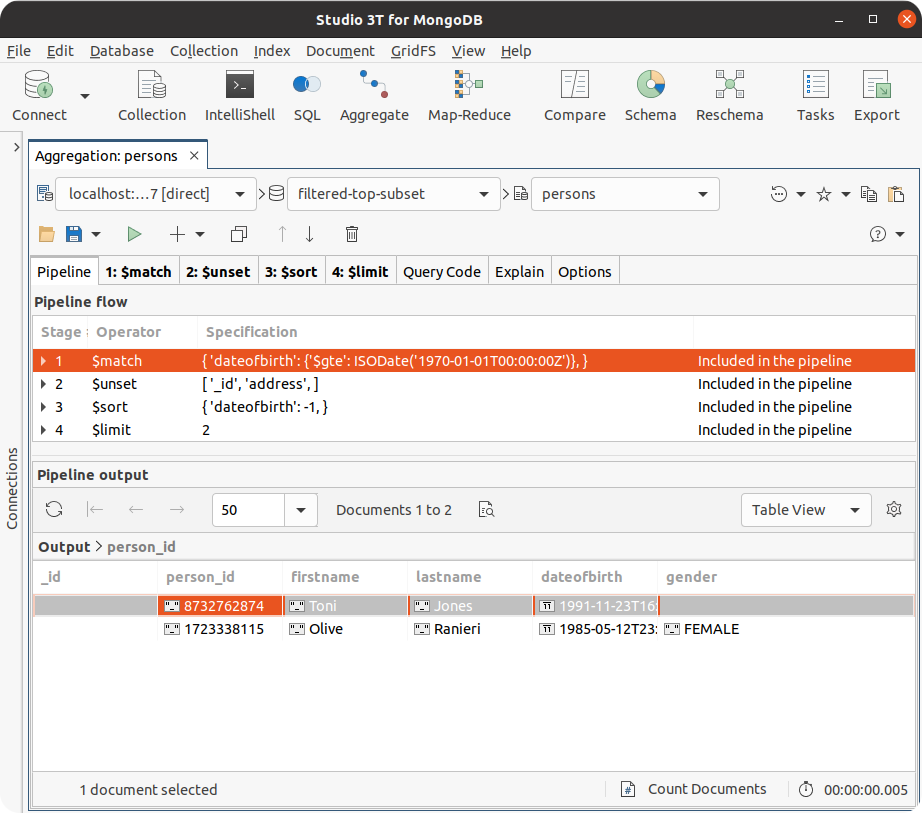 Studio 3T for MongoDB
File Edit Database Collection Index Document GridFS View Help
Connect Collection IntelliShell SQL Aggregate Map-Reduce Compare Schema Reschema Tasks Export
Aggregation: persons
localhost:...7 [direct] filtered-top-subset persons
Pipeline 1: $match 2: $unset 3: $sort 4: $limit Query Code Explain Options
Pipeline flow
Stage Operator Specification
1 $match { 'dateofbirth': {'$gte': ISODate('1970-01-01T00:00:00Z')}, } Included in the pipeline
2 $unset [ '_id', 'address', ] Included in the pipeline
3 $sort { 'dateofbirth': -1, } Included in the pipeline
4 $limit 2 Included in the pipeline
Connections
Pipeline output
50 Documents 1 to 2 Table View
Output > person_id
_id person_id firstname lastname dateofbirth gender
8732762874 Toni Jones 1991-11-23T16:
1723338115 Olive Ranieri 1985-05-12T23: FEMALE
1 document selected Count Documents 00:00:00.005